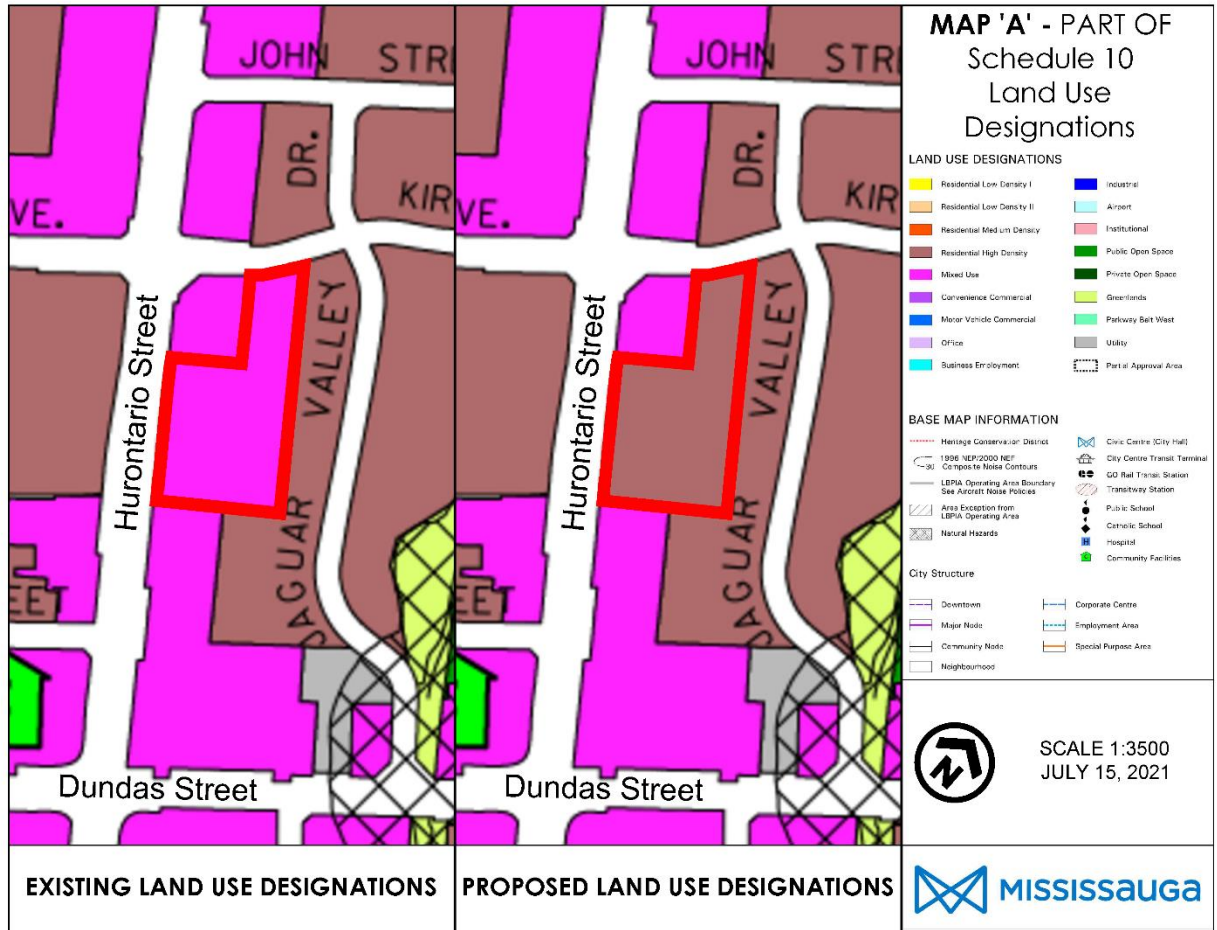 JOHN STRE
DR.
KIR
VE.
Hurontario Street
JAGUAR VALLEY
EET
Dundas Street
EXISTING LAND USE DESIGNATIONS
JOHN STRE
DR.
KIR
VE.
Hurontario Street
JAGUAR VALLEY
EET
Dundas Street
PROPOSED LAND USE DESIGNATIONS
MAP 'A' - PART OF
Schedule 10
Land Use
Designations
LAND USE DESIGNATIONS
Residential Low Density I
Residential Low Density II
Residential Medium Density
Residential High Density
Mixed Use
Convenience Commercial
Motor Vehicle Commercial
Office
Business Employment
Industrial
Airport
Institutional
Public Open Space
Private Open Space
Greenlands
Parkway Belt West
Utility
Partial Approval Area
BASE MAP INFORMATION
Heritage Conservation District
1996 NEP/2000 NEF
Composite Noise Contours
30
LBPIA Operating Area Boundary
See Aircraft Noise Policies
Area Exception from
LBPIA Operating Area
Natural Hazards
Civic Centre (City Hall)
City Centre Transit Terminal
GO Rail Transit Station
Transitway Station
Public School
Catholic School
H Hospital
Community Facilities
City Structure
Downtown
Major Node
Community Node
Neighbourhood
Corporate Centre
Employment Area
Special Purpose Area
N
SCALE 1:3500
JULY 15, 2021
MISSISSAUGA